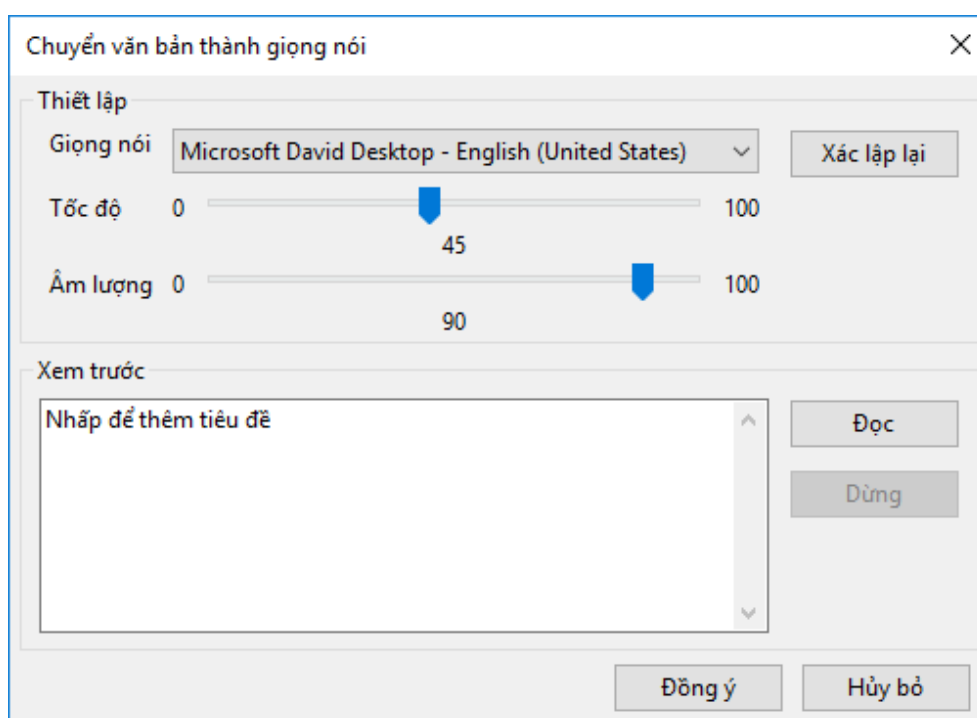 Chuyển văn bản thành giọng nói
Thiết lập
Giọng nói Microsoft David Desktop - English (United States) Xác lập lại
Tốc độ 0 100
45
Âm lượng 0 100
90
Xem trước
Nhấp để thêm tiêu đề
Đọc
Dừng
Đồng ý Hủy bỏ